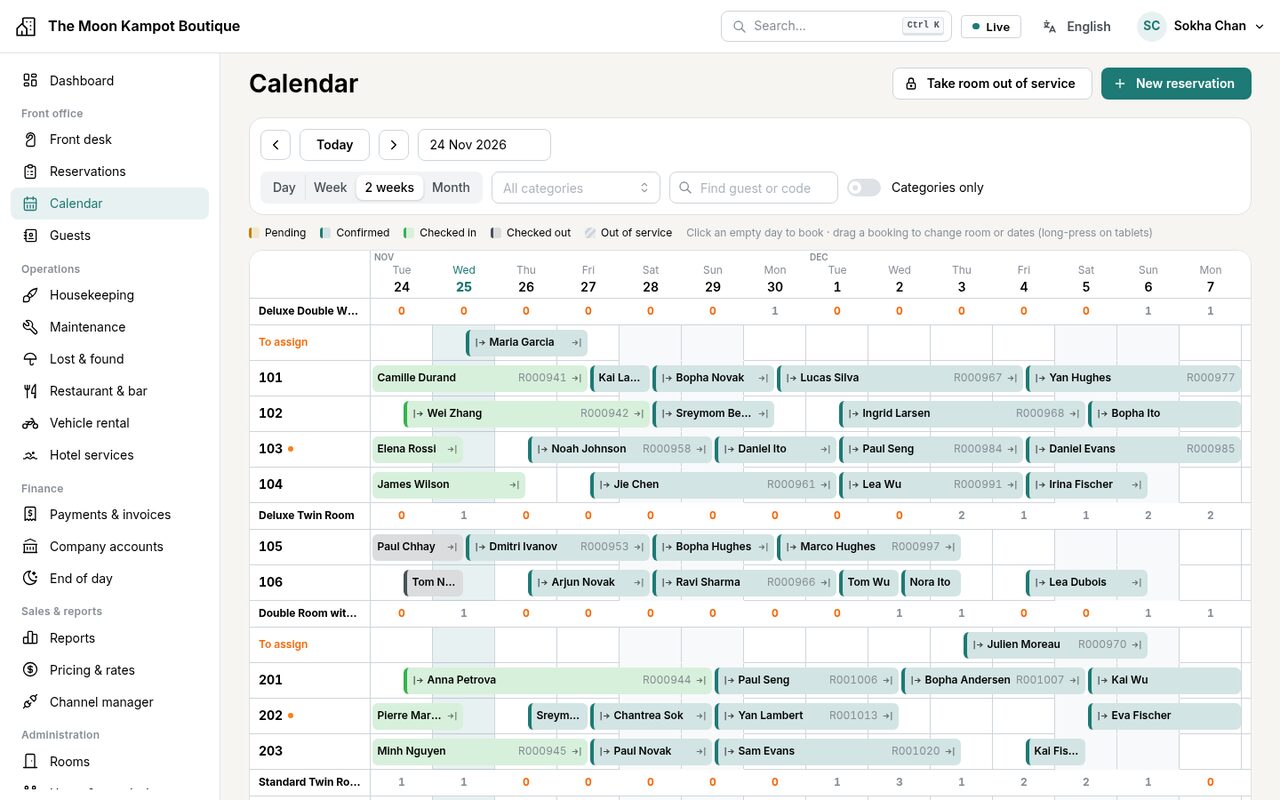 The Moon Kampot Boutique
Search...
Ctrl K
Live
English
SC
Sokha Chan
Dashboard
Front office
Front desk
Reservations
Calendar
Guests
Operations
Housekeeping
Maintenance
Lost & found
Restaurant & bar
Vehicle rental
Hotel services
Finance
Payments & invoices
Company accounts
End of day
Sales & reports
Reports
Pricing & rates
Channel manager
Administration
Rooms
Calendar
Take room out of service
New reservation
Today
24 Nov 2026
Day Week 2 weeks Month
All categories
Find guest or code
Categories only
Pending Confirmed Checked in Checked out Out of service Click an empty day to book · drag a booking to change room or dates (long-press on tablets)
NOV DEC
Tue Wed Thu Fri Sat Sun Mon Tue Wed Thu Fri Sat Sun Mon
24 25 26 27 28 29 30 1 2 3 4 5 6 7
Deluxe Double W... 0 0 0 0 0 0 1 0 0 0 0 0 1 1
To assign Maria Garcia
101 Camille Durand R000941 Kai La... Bopha Novak Lucas Silva R000967 Yan Hughes R000977
102 Wei Zhang R000942 Sreymom Be... Ingrid Larsen R000968 Bopha Ito
103 Elena Rossi Noah Johnson R000958 Daniel Ito Paul Seng R000984 Daniel Evans R000985
104 James Wilson Jie Chen R000961 Lea Wu R000991 Irina Fischer
Deluxe Twin Room 0 1 0 0 0 0 0 0 0 2 1 1 2 2
105 Paul Chhay Dmitri Ivanov R000953 Bopha Hughes Marco Hughes R000997
106 Tom N... Arjun Novak Ravi Sharma R000966 Tom Wu Nora Ito Lea Dubois
Double Room wit... 0 1 0 0 0 0 0 0 1 1 0 0 1 1
To assign Julien Moreau R000970
201 Anna Petrova R000944 Paul Seng R001006 Bopha Andersen R001007 Kai Wu
202 Pierre Mar... Sreym... Chantrea Sok Yan Lambert R001013 Eva Fischer
203 Minh Nguyen R000945 Paul Novak Sam Evans R001020 Kai Fis...
Standard Twin Ro... 1 1 0 0 0 0 0 1 3 1 2 2 1 0